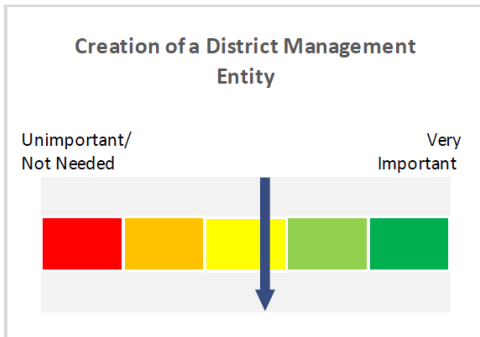 Creation of a District Management
Entity
Unimportant/
Not Needed
Very
Important